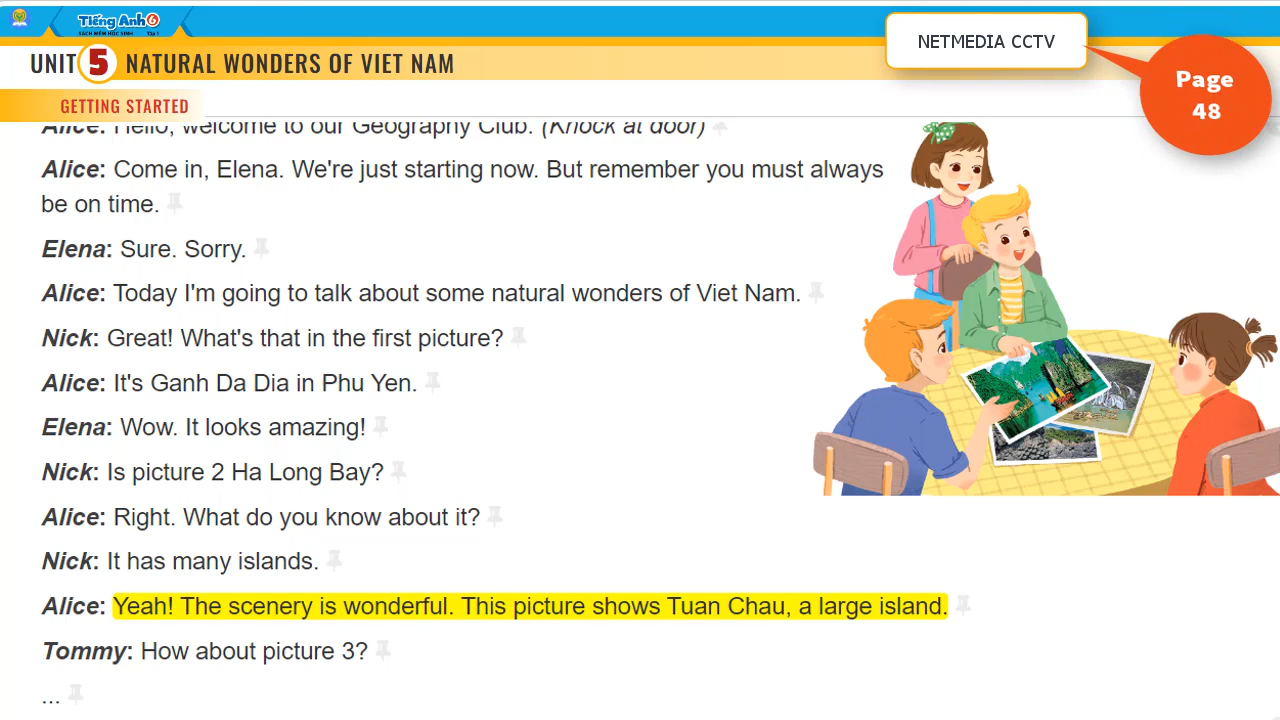 Tiếng Anh 6
SÁCH MỀM HỌC SINH TẬP 1
NETMEDIA CCTV
UNIT 5 NATURAL WONDERS OF VIET NAM
Page
48
GETTING STARTED
Alice: Hello, welcome to our Geography Club. (Knock at door)
Alice: Come in, Elena. We're just starting now. But remember you must always
be on time.
Elena: Sure. Sorry.
Alice: Today I'm going to talk about some natural wonders of Viet Nam.
Nick: Great! What's that in the first picture?
Alice: It's Ganh Da Dia in Phu Yen.
Elena: Wow. It looks amazing!
Nick: Is picture 2 Ha Long Bay?
Alice: Right. What do you know about it?
Nick: It has many islands.
Alice: Yeah! The scenery is wonderful. This picture shows Tuan Chau, a large island.
Tommy: How about picture 3?
...